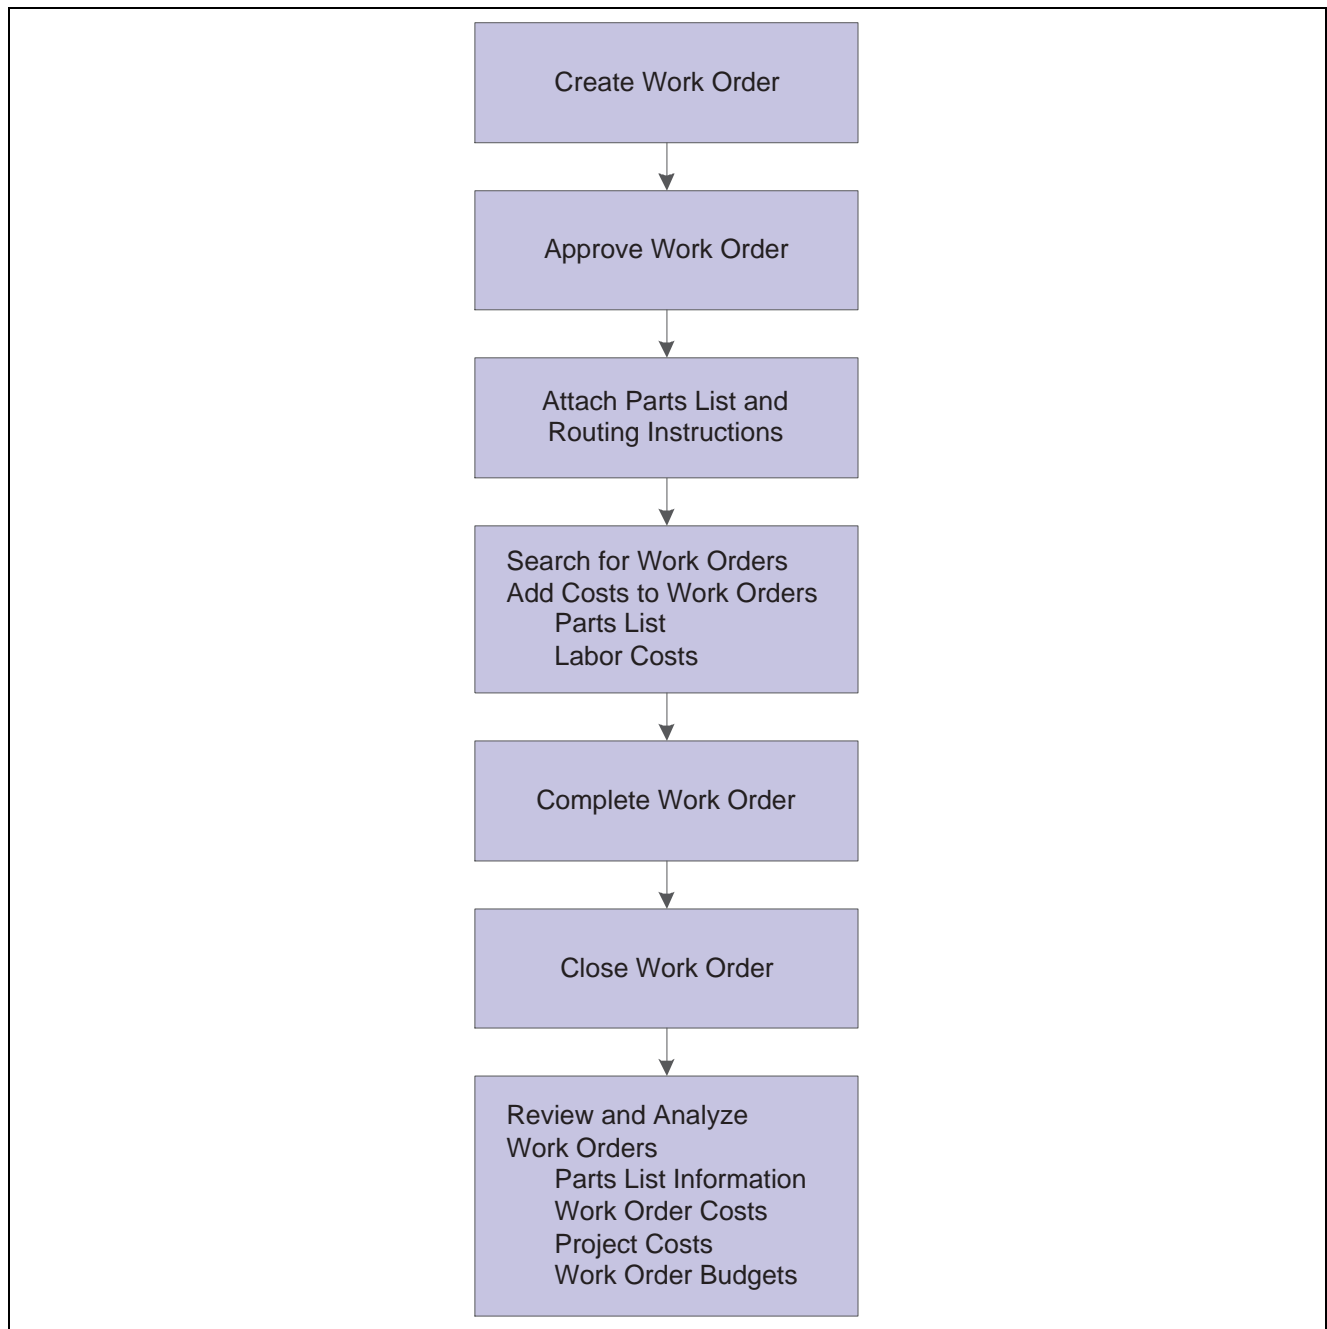 Create Work Order
Approve Work Order
Attach Parts List and
Routing Instructions
Search for Work Orders
Add Costs to Work Orders
Parts List
Labor Costs
Complete Work Order
Close Work Order
Review and Analyze
Work Orders
Parts List Information
Work Order Costs
Project Costs
Work Order Budgets